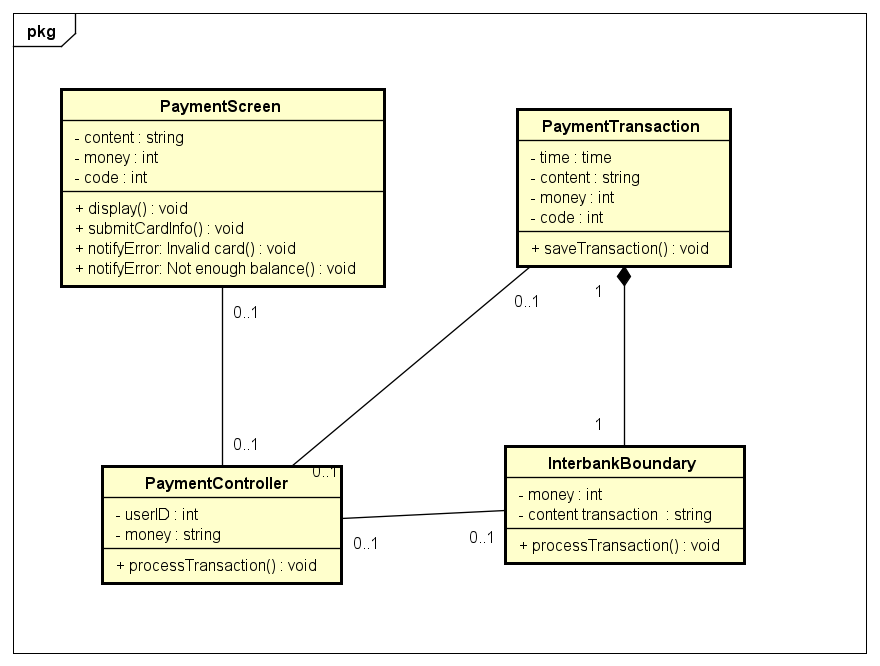 pkg
PaymentScreen
- content : string
- money : int
- code : int
+ display() : void
+ submitCardInfo() : void
+ notifyError: Invalid card() : void
+ notifyError: Not enough balance() : void
PaymentTransaction
- time : time
- content : string
- money : int
- code : int
+ saveTransaction() : void
0..1
0..1
1
0..1
1
0..1
PaymentController
- userID : int
- money : string
+ processTransaction() : void
0..1
0..1
InterbankBoundary
- money : int
- content transaction : string
+ processTransaction() : void